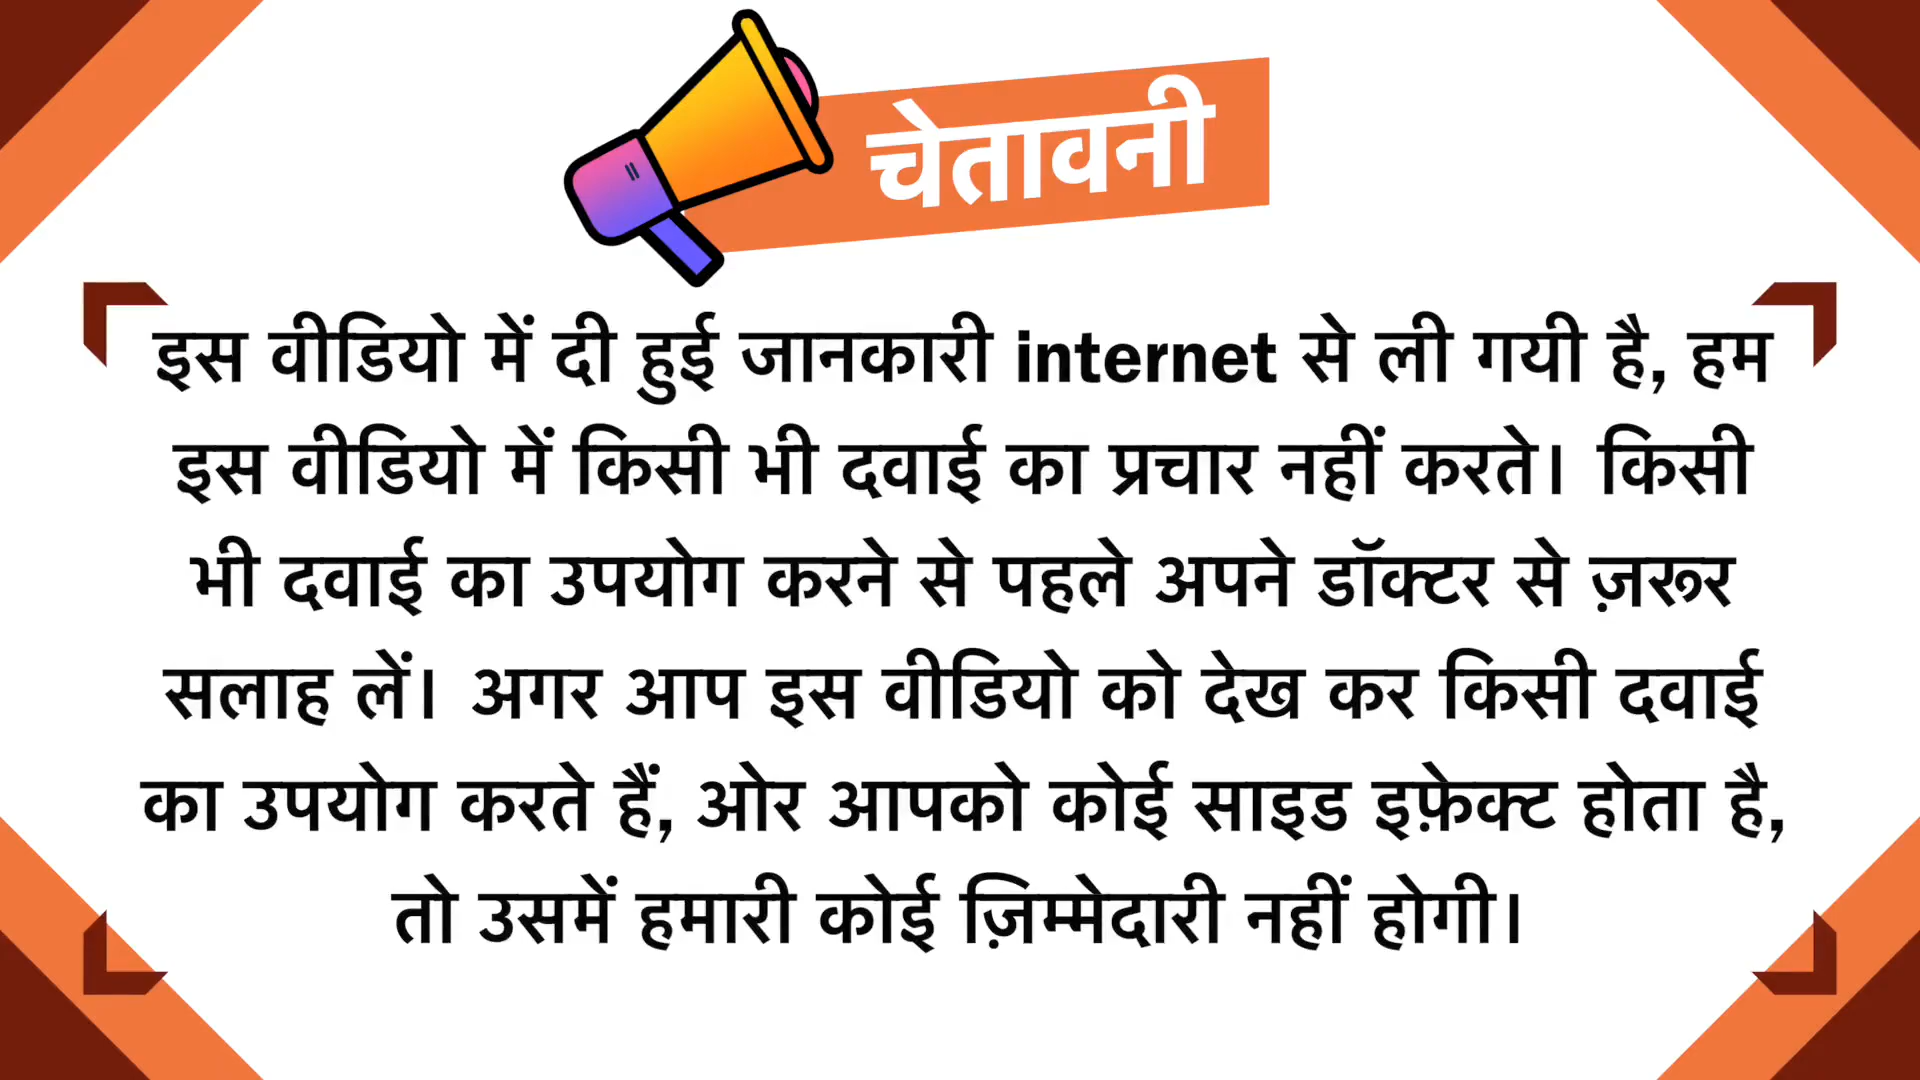 चेतावनी
इस वीडियो में दी हुई जानकारी internet से ली गयी है, हम
इस वीडियो में किसी भी दवाई का प्रचार नहीं करते। किसी
भी दवाई का उपयोग करने से पहले अपने डॉक्टर से ज़रूर
सलाह लें। अगर आप इस वीडियो को देख कर किसी दवाई
का उपयोग करते हैं, ओर आपको कोई साइड इफ़ेक्ट होता है,
तो उसमें हमारी कोई ज़िम्मेदारी नहीं होगी।